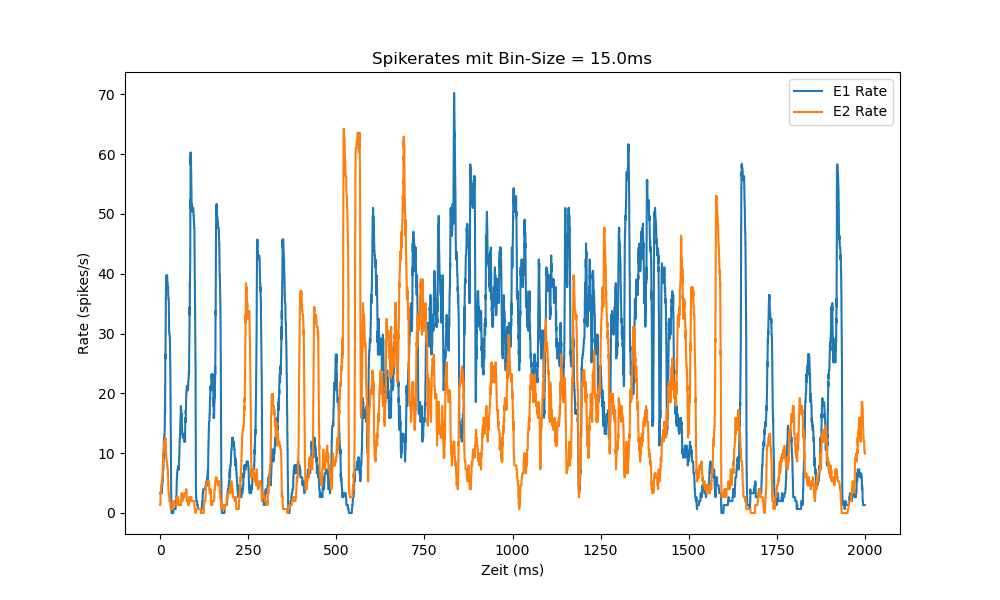 Spikerates mit Bin-Size = 15.0ms
E1 Rate
E2 Rate
Rate (spikes/s)
70
60
50
40
30
20
10
0
0 250 500 750 1000 1250 1500 1750 2000
Zeit (ms)